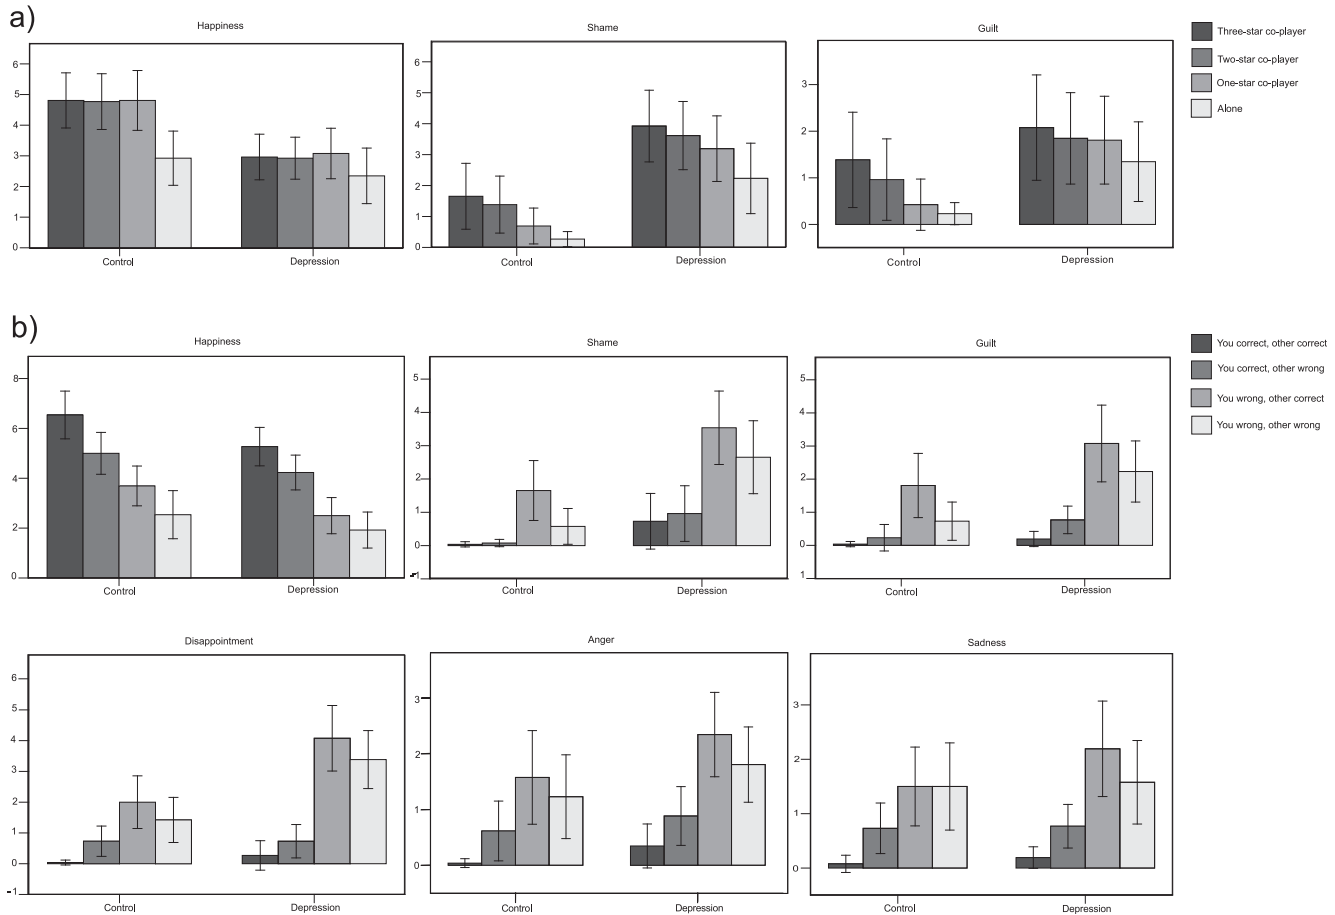 a)
Happiness
6
5
4
3
2
1
0
Control
Depression
Shame
6
5
4
3
2
1
0
Control
Depression
Guilt
3
2
1
0
Control
Depression
Three-star co-player
Two-star co-player
One-star co-player
Alone
b)
Happiness
8
6
4
2
0
Control
Depression
Shame
5
4
3
2
1
0
-1
Control
Depression
Guilt
5
4
3
2
1
0
1
Control
Depression
You correct, other correct
You correct, other wrong
You wrong, other correct
You wrong, other wrong
Disappointment
6
5
4
3
2
1
0
-1
Control
Depression
Anger
3
2
1
0
Control
Depression
Sadness
3
2
1
0
Control
Depression